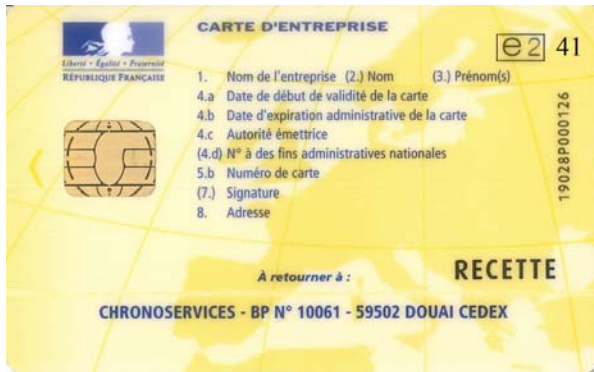 CARTE D'ENTREPRISE
e2 41
Liberté • Égalité • Fraternité
RÉPUBLIQUE FRANÇAISE
1. Nom de l'entreprise (2.) Nom (3.) Prénom(s)
4.a Date de début de validité de la carte
4.b Date d'expiration administrative de la carte
4.c Autorité émettrice
(4.d) N° à des fins administratives nationales
5.b Numéro de carte
(7.) Signature
8. Adresse
19028P000126
À retourner à :
RECETTE
CHRONOSERVICES - BP N° 10061 - 59502 DOUAI CEDEX